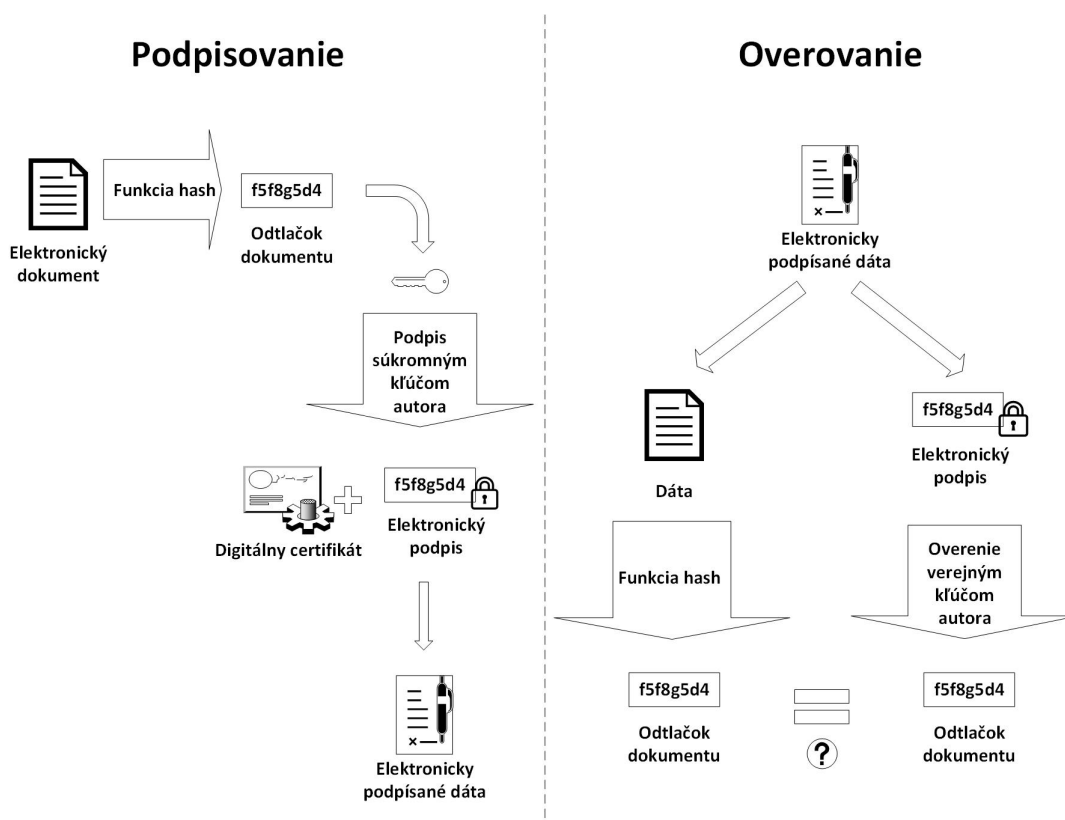 Podpisovanie
Elektronický
dokument
Funkcia hash
f5f8g5d4
Odtlačok
dokumentu
Podpis
súkromným
kľúčom
autora
Digitálny certifikát
f5f8g5d4
Elektronický
podpis
Elektronicky
podpísané dáta
Overovanie
Elektronicky
podpísané dáta
Dáta
f5f8g5d4
Elektronický
podpis
Funkcia hash
Overenie
verejným
kľúčom
autora
f5f8g5d4
Odtlačok
dokumentu
?
f5f8g5d4
Odtlačok
dokumentu